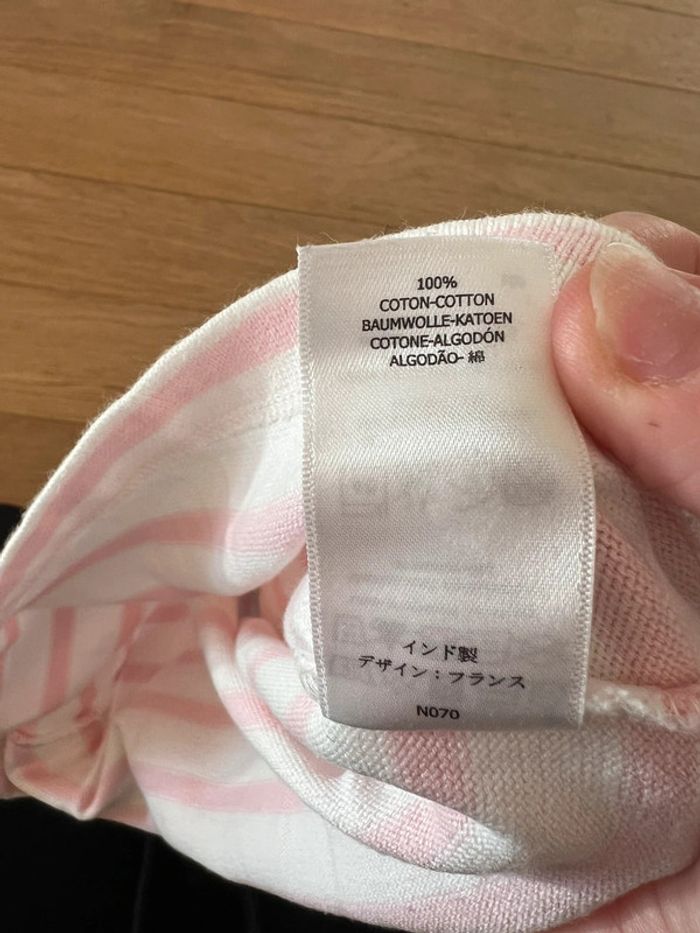 100%
COTON-COTTON
BAUMWOLLE-KATOEN
COTONE-ALGODÓN
ALGODÃO- 綿
インド製
デザイン：フランス
N070